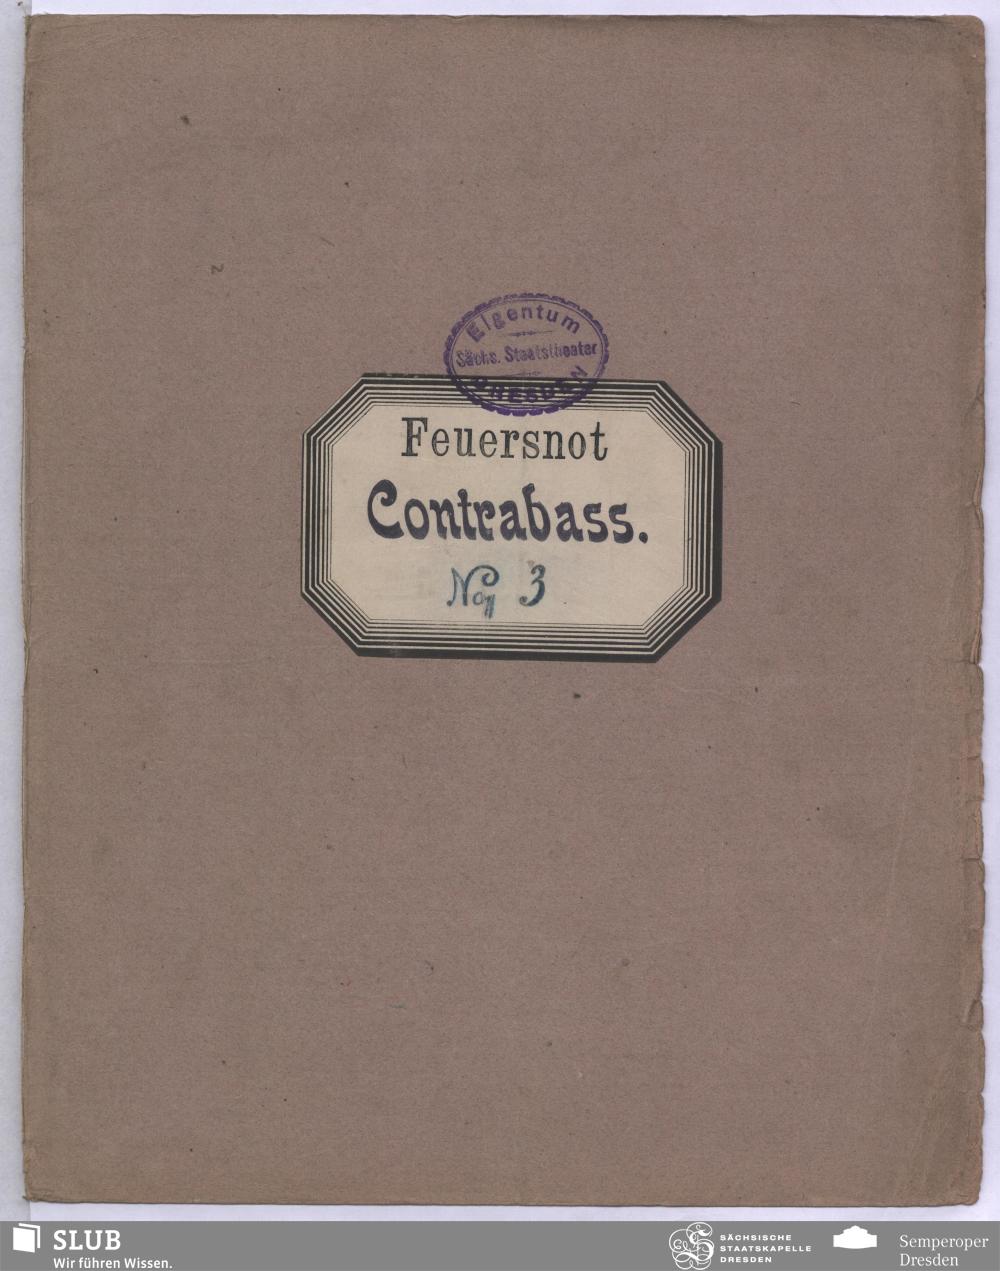 Eigentum
Sächs. Staatstheater
DRESDEN
Feuersnot
Contrabass.
No 3
SLUB
Wir führen Wissen.
SÄCHSISCHE
STAATSKAPELLE
DRESDEN
Semperoper
Dresden